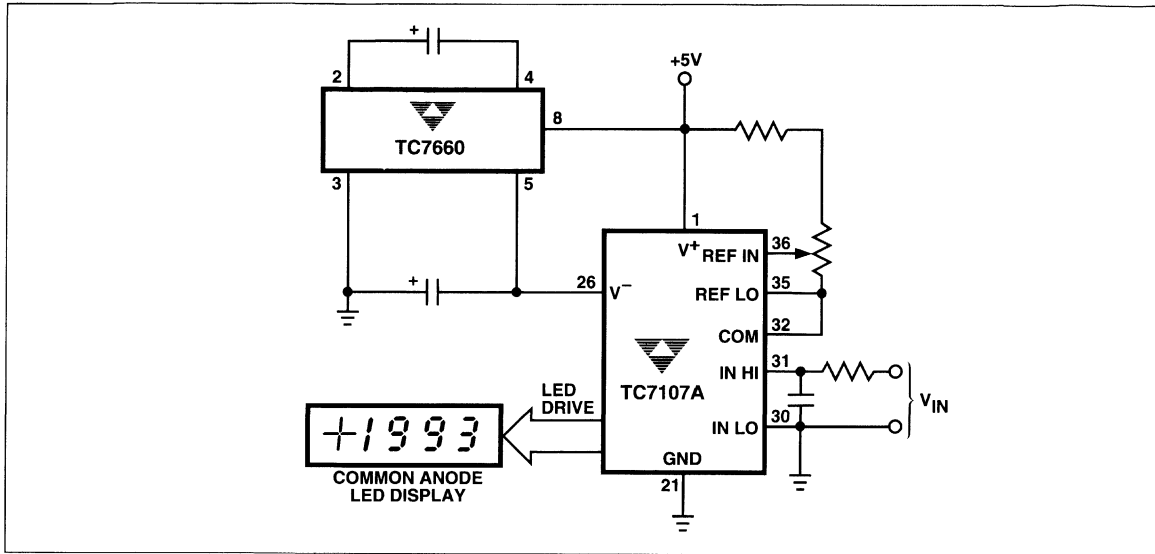 +
2
4
+5V
TC7660
8
3
5
1
V+
REF IN
36
REF LO
35
+
26
V–
COM
32
IN HI
31
TC7107A
VIN
LED
DRIVE
IN LO
30
+1993
GND
COMMON ANODE
LED DISPLAY
21